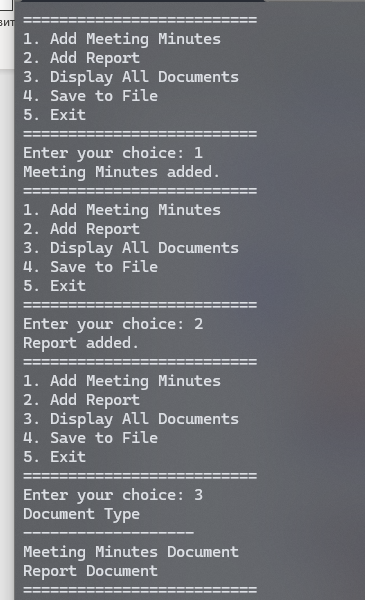 вит
==========================
1. Add Meeting Minutes
2. Add Report
3. Display All Documents
4. Save to File
5. Exit
==========================
Enter your choice: 1
Meeting Minutes added.
==========================
1. Add Meeting Minutes
2. Add Report
3. Display All Documents
4. Save to File
5. Exit
==========================
Enter your choice: 2
Report added.
==========================
1. Add Meeting Minutes
2. Add Report
3. Display All Documents
4. Save to File
5. Exit
==========================
Enter your choice: 3
Document Type
-------------------
Meeting Minutes Document
Report Document
==========================